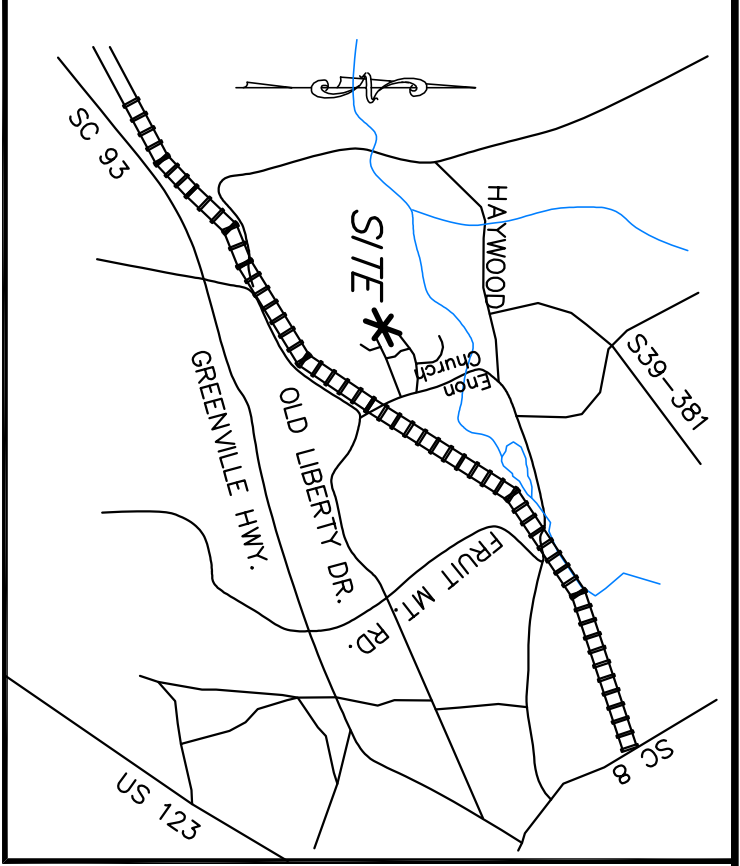 SC 93
HAYWOOD
SITE
S39-381
Enon
Church
GREENVILLE HWY.
OLD LIBERTY DR.
FRUIT MT. RD.
SC 8
US 123